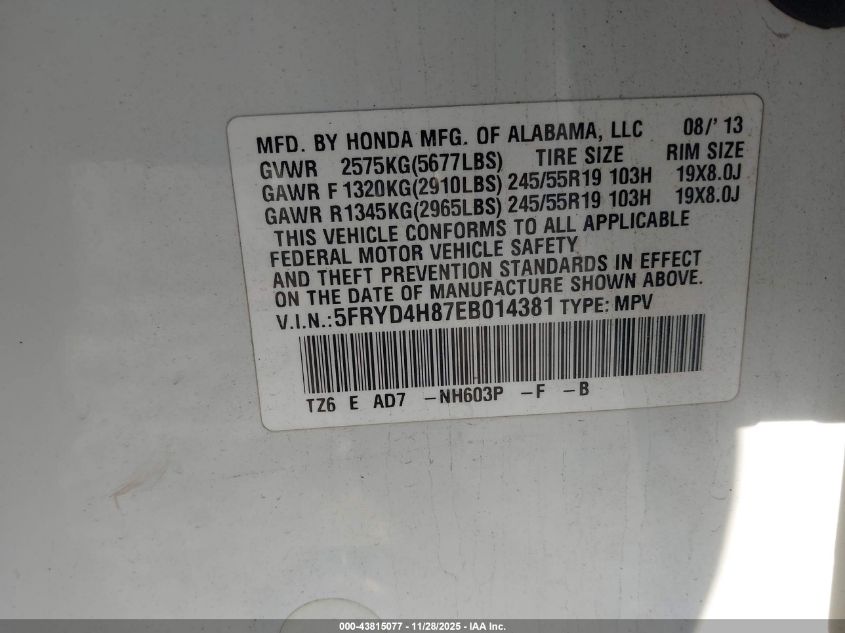 MFD. BY HONDA MFG. OF ALABAMA, LLC 08/'13
GVWR 2575KG(5677LBS) TIRE SIZE RIM SIZE
GAWR F 1320KG(2910LBS) 245/55R19 103H 19X8.0J
GAWR R1345KG(2965LBS) 245/55R19 103H 19X8.0J
THIS VEHICLE CONFORMS TO ALL APPLICABLE
FEDERAL MOTOR VEHICLE SAFETY
AND THEFT PREVENTION STANDARDS IN EFFECT
ON THE DATE OF MANUFACTURE SHOWN ABOVE.
V.I.N.:5FRYD4H87EB014381 TYPE: MPV
TZ6 E AD7 -NH603P -F -B
000-43815077 - 11/28/2025 - IAA Inc.